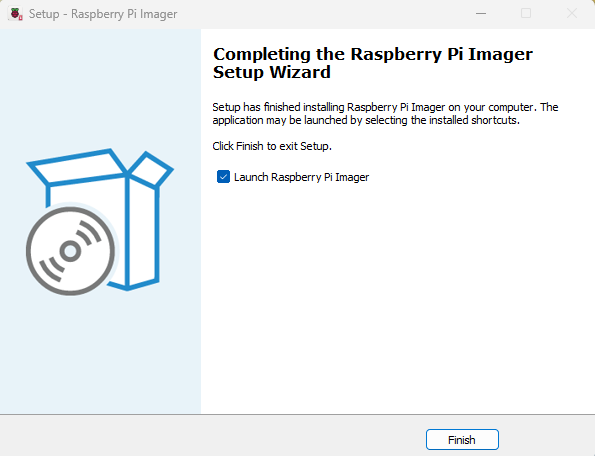 Setup - Raspberry Pi Imager
Completing the Raspberry Pi Imager
Setup Wizard
Setup has finished installing Raspberry Pi Imager on your computer. The
application may be launched by selecting the installed shortcuts.
Click Finish to exit Setup.
Launch Raspberry Pi Imager
Finish